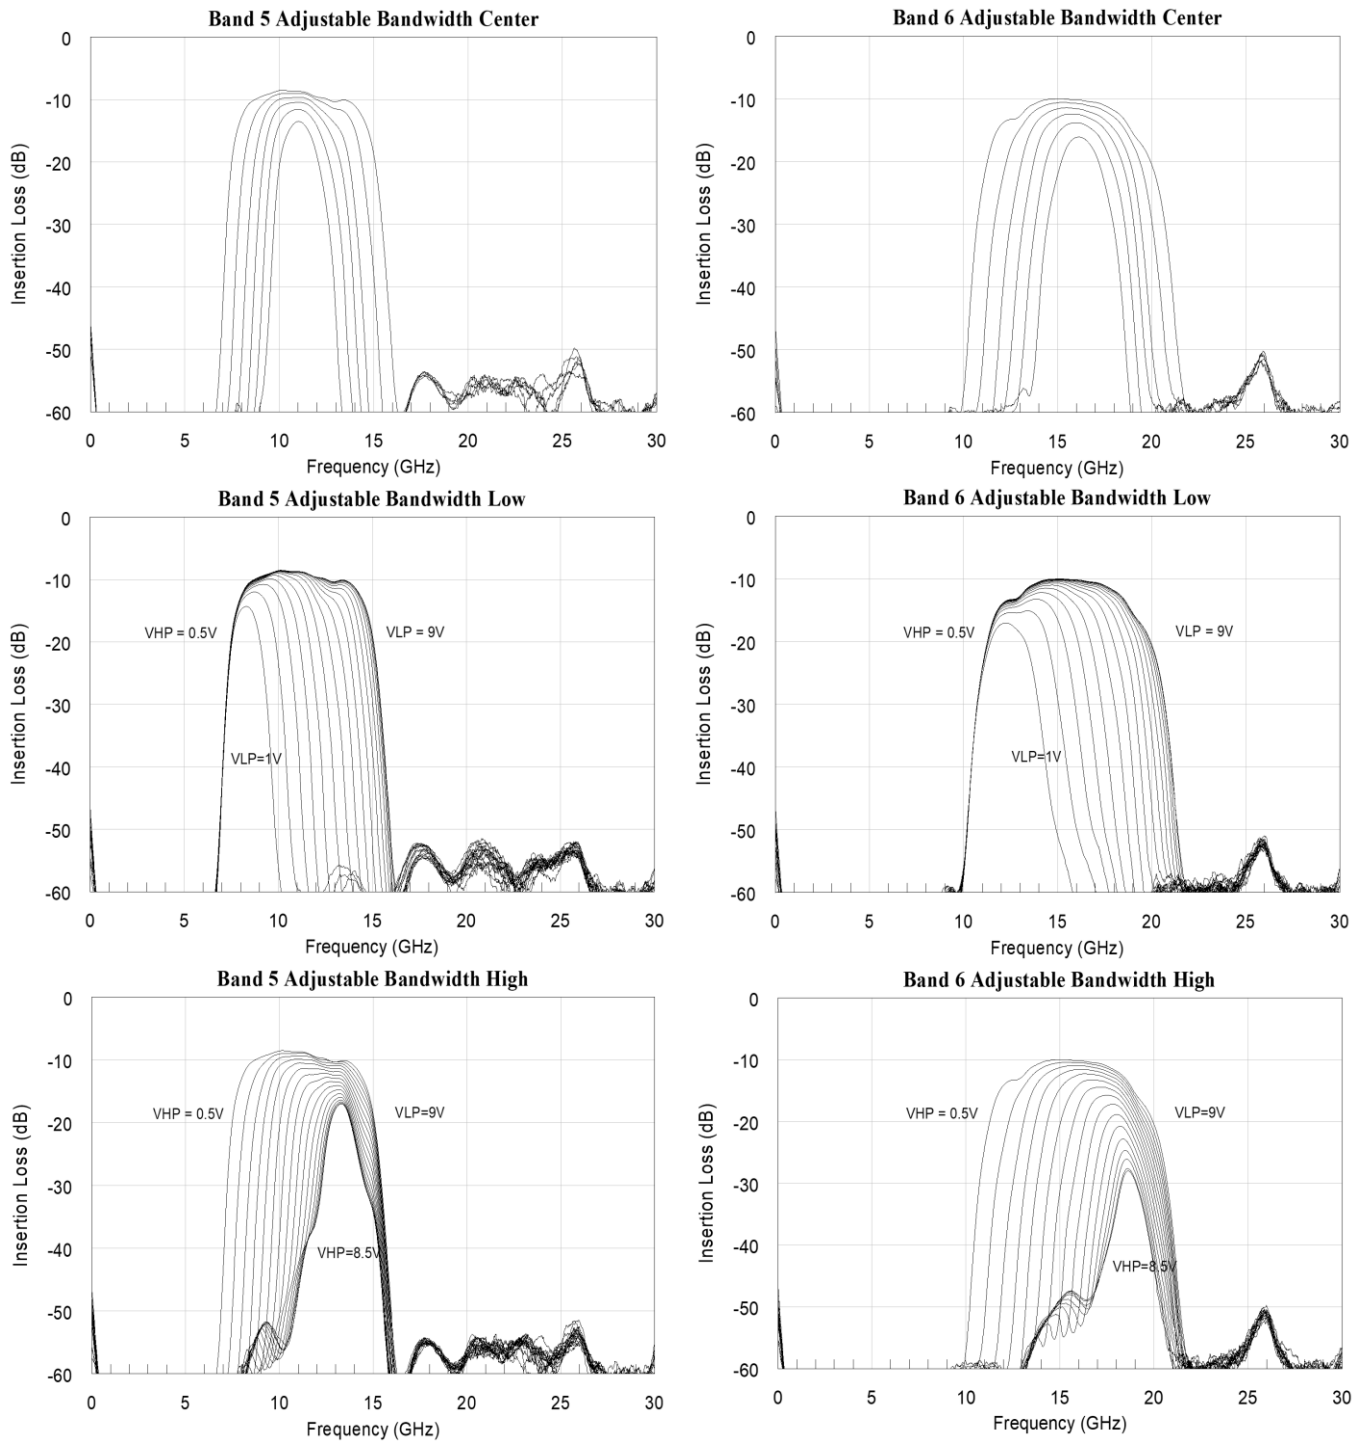 Band 5 Adjustable Bandwidth Center
0
-10
-20
-30
-40
-50
-60
Insertion Loss (dB)
0 5 10 15 20 25 30
Frequency (GHz)
Band 6 Adjustable Bandwidth Center
0
-10
-20
-30
-40
-50
-60
Insertion Loss (dB)
0 5 10 15 20 25 30
Frequency (GHz)
Band 5 Adjustable Bandwidth Low
0
-10
-20
-30
-40
-50
-60
Insertion Loss (dB)
VHP = 0.5V
VLP = 9V
VLP=1V
0 5 10 15 20 25 30
Frequency (GHz)
Band 6 Adjustable Bandwidth Low
0
-10
-20
-30
-40
-50
-60
Insertion Loss (dB)
VHP = 0.5V
VLP = 9V
VLP=1V
0 5 10 15 20 25 30
Frequency (GHz)
Band 5 Adjustable Bandwidth High
0
-10
-20
-30
-40
-50
-60
Insertion Loss (dB)
VHP = 0.5V
VLP=9V
VHP=8.5V
0 5 10 15 20 25 30
Frequency (GHz)
Band 6 Adjustable Bandwidth High
0
-10
-20
-30
-40
-50
-60
Insertion Loss (dB)
VHP = 0.5V
VLP=9V
VHP=8.5V
0 5 10 15 20 25 30
Frequency (GHz)